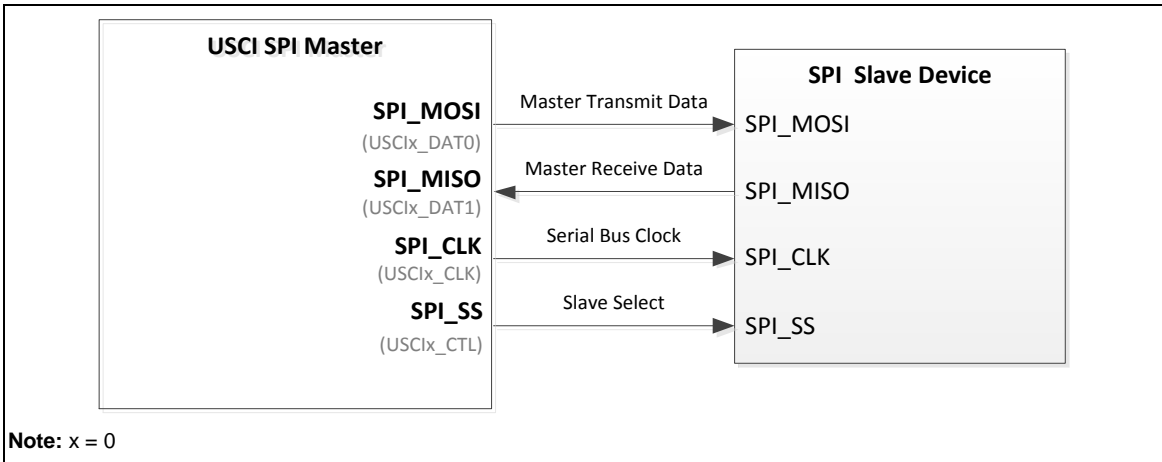 USCI SPI Master
SPI Slave Device
SPI_MOSI
(USCIx_DAT0)
Master Transmit Data
SPI_MOSI
SPI_MISO
(USCIx_DAT1)
Master Receive Data
SPI_MISO
SPI_CLK
(USCIx_CLK)
Serial Bus Clock
SPI_CLK
SPI_SS
(USCIx_CTL)
Slave Select
SPI_SS
Note: x = 0